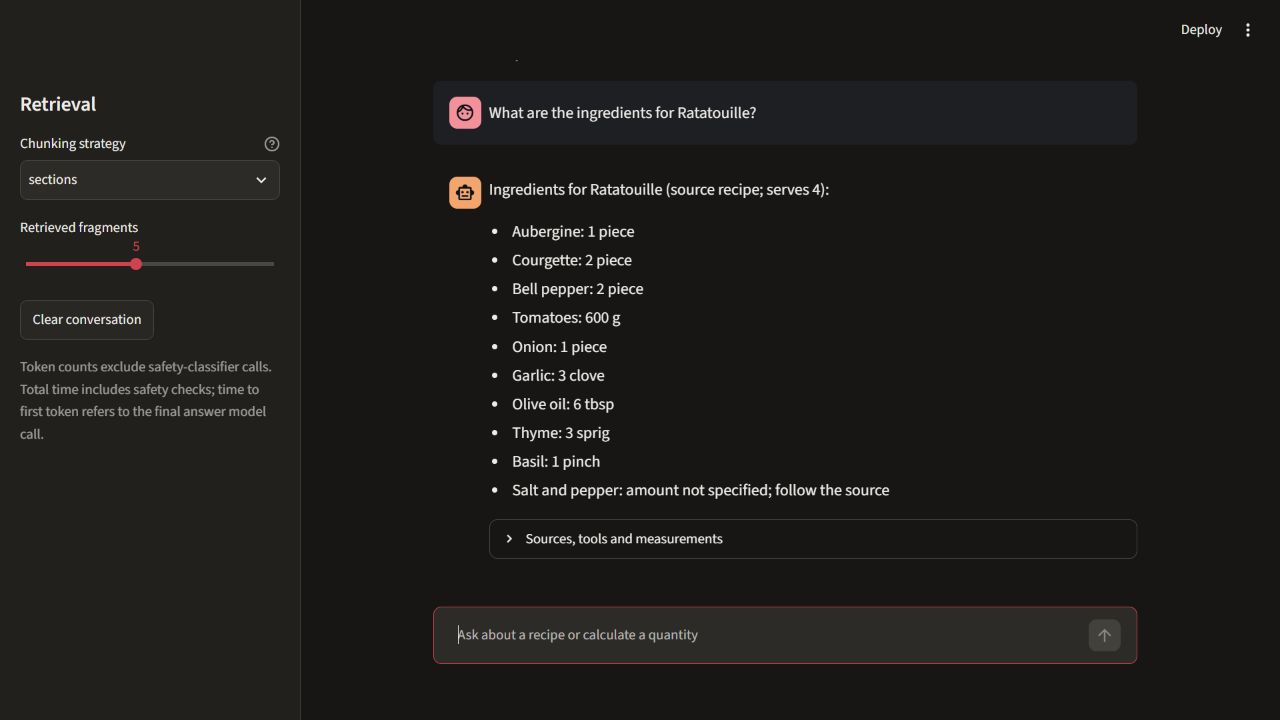 Deploy
Retrieval
Chunking strategy
sections
Retrieved fragments
5
Clear conversation
Token counts exclude safety-classifier calls.
Total time includes safety checks; time to
first token refers to the final answer model
call.
What are the ingredients for Ratatouille?
Ingredients for Ratatouille (source recipe; serves 4):
• Aubergine: 1 piece
• Courgette: 2 piece
• Bell pepper: 2 piece
• Tomatoes: 600 g
• Onion: 1 piece
• Garlic: 3 clove
• Olive oil: 6 tbsp
• Thyme: 3 sprig
• Basil: 1 pinch
• Salt and pepper: amount not specified; follow the source
Sources, tools and measurements
Ask about a recipe or calculate a quantity